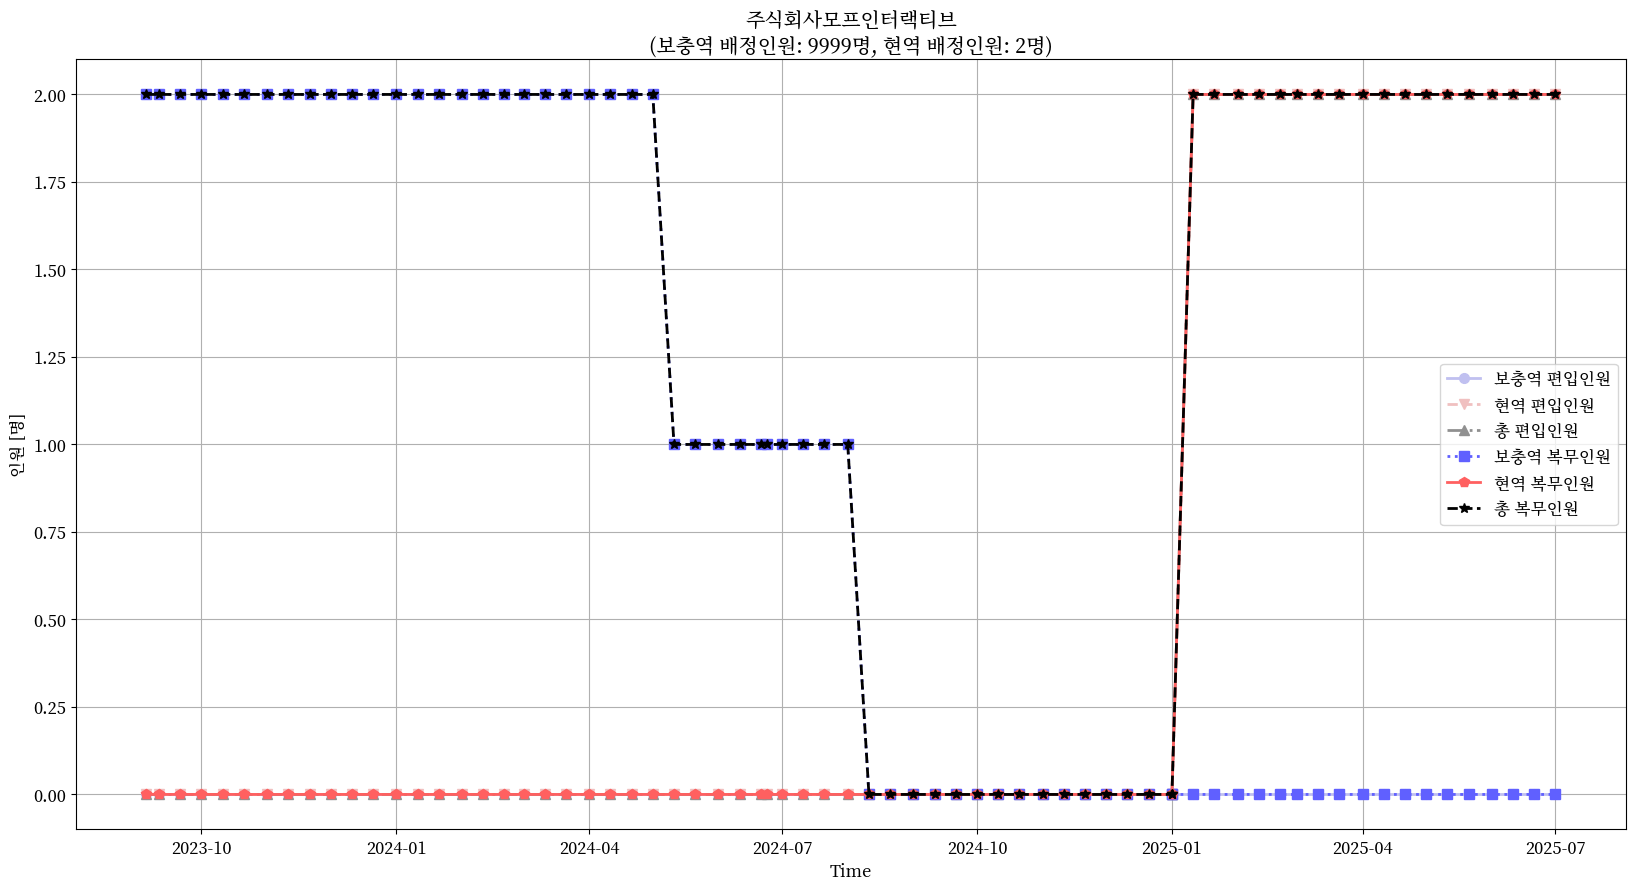 주식회사모프인터랙티브
(보충역 배정인원: 9999명, 현역 배정인원: 2명)
2.00
1.75
1.50
1.25
1.00
0.75
0.50
0.25
0.00
인원 [명]
보충역 편입인원
현역 편입인원
총 편입인원
보충역 복무인원
현역 복무인원
총 복무인원
2023-10
2024-01
2024-04
2024-07
2024-10
2025-01
2025-04
2025-07
Time